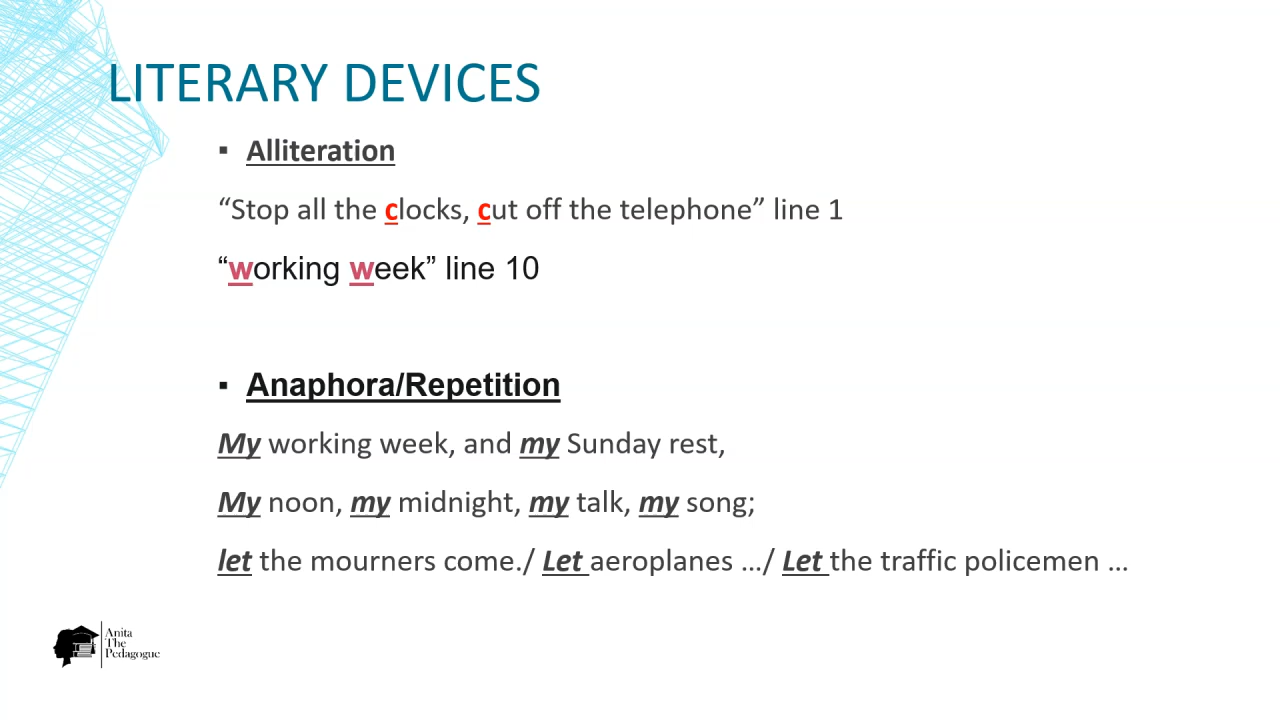 LITERARY DEVICES
▪ Alliteration
“Stop all the clocks, cut off the telephone” line 1
“working week” line 10
▪ Anaphora/Repetition
My working week, and my Sunday rest,
My noon, my midnight, my talk, my song;
let the mourners come./ Let aeroplanes …/ Let the traffic policemen …
Anita
The
Pedagogue